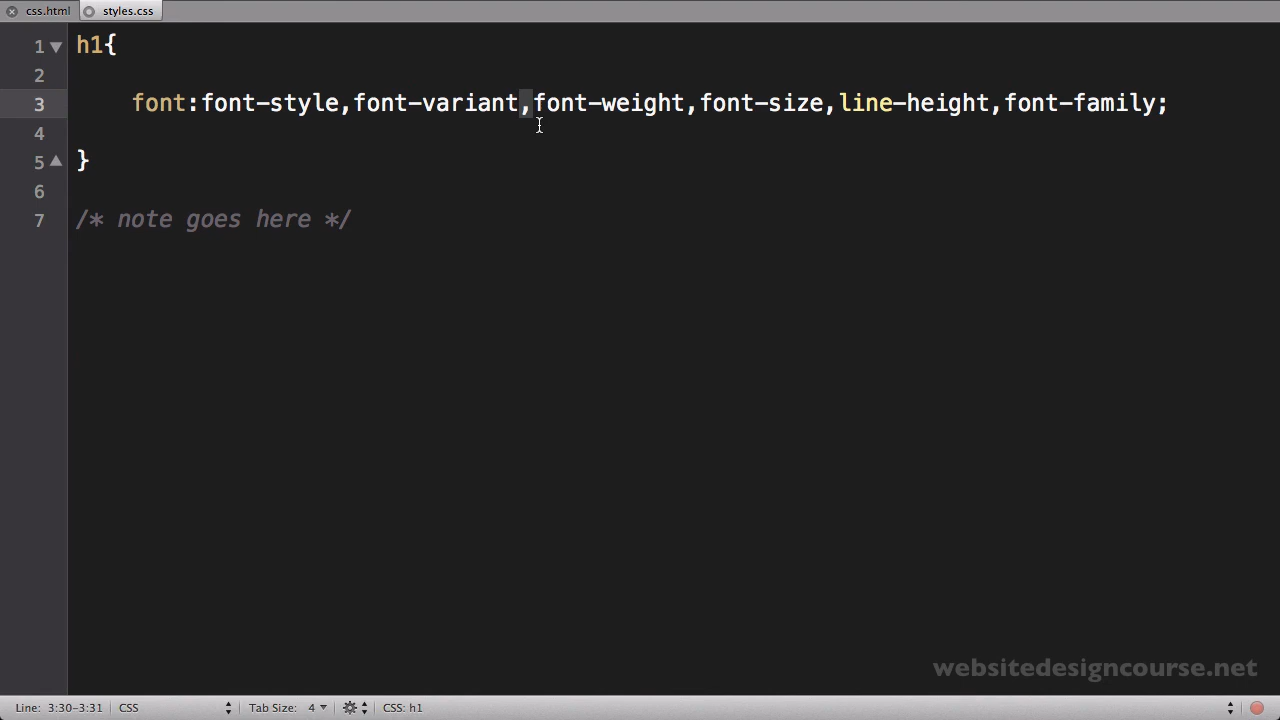 css.html styles.css
1 h1{
2
3 font:font-style,font-variant,font-weight,font-size,line-height,font-family;
4
5 }
6
7 /* note goes here */
websitedesigncourse.net
Line: 3:30-3:31 CSS Tab Size: 4 CSS: h1